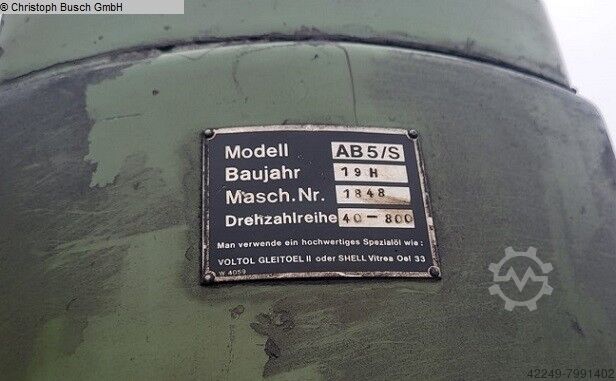 © Christoph Busch GmbH
Modell AB5/S
Baujahr 19 H
Masch.Nr. 1848
Drehzahlreihe 40-800
Man verwende ein hochwertiges Spezialöl wie :
VOLTOL GLEITOEL II oder SHELL Vitrea Oel 33
W 4059
42249-7991402